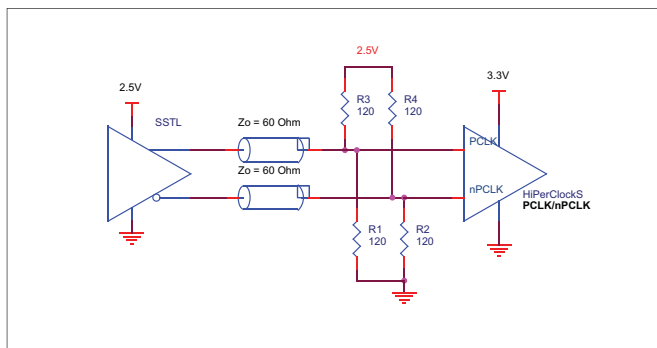 2.5V
2.5V
3.3V
SSTL
Zo = 60 Ohm
R3
120
R4
120
PCLK
Zo = 60 Ohm
nPCLK
HiPerClockS
PCLK/nPCLK
R1
120
R2
120